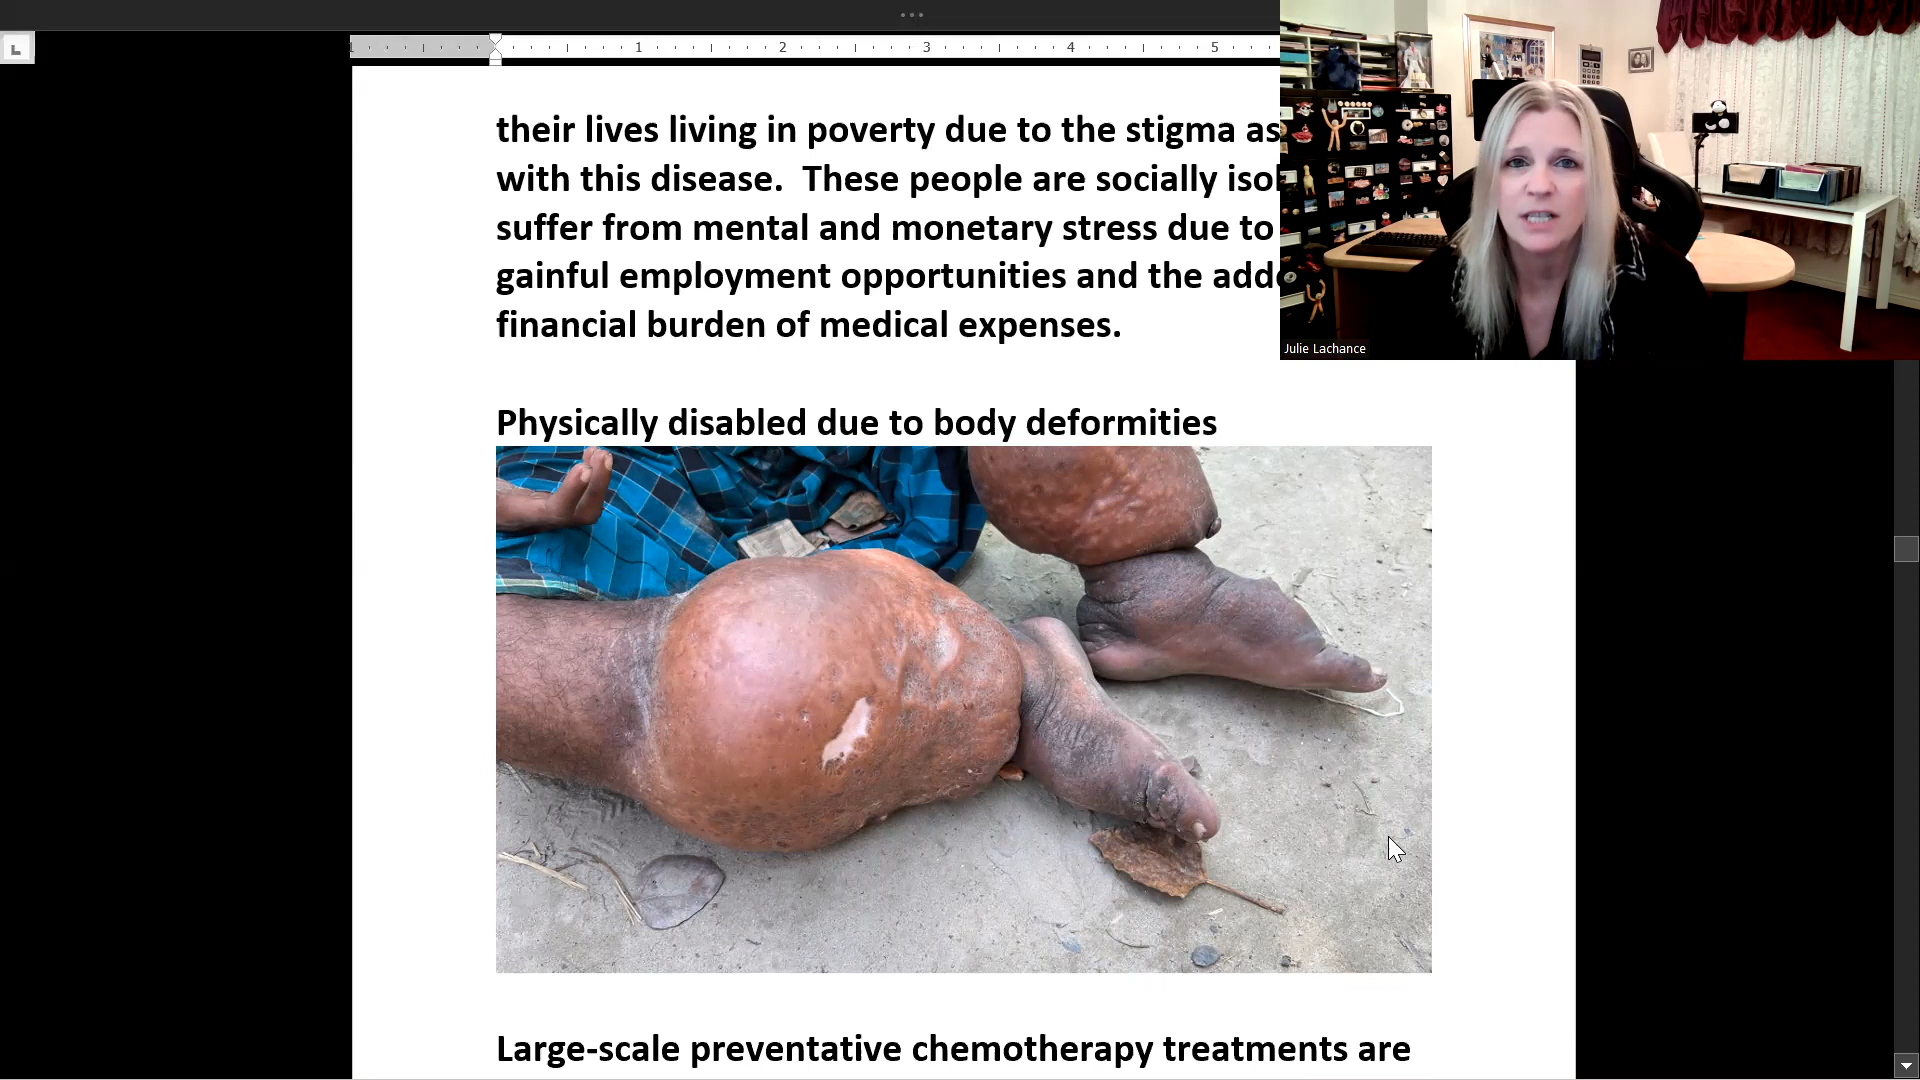 1 1 2 3 4 5
their lives living in poverty due to the stigma as
with this disease.  These people are socially
suffer from mental and monetary stress due to
gainful employment opportunities and the
financial burden of medical expenses.
Julie Lachance
Physically disabled due to body deformities
Large-scale preventative chemotherapy treatments are